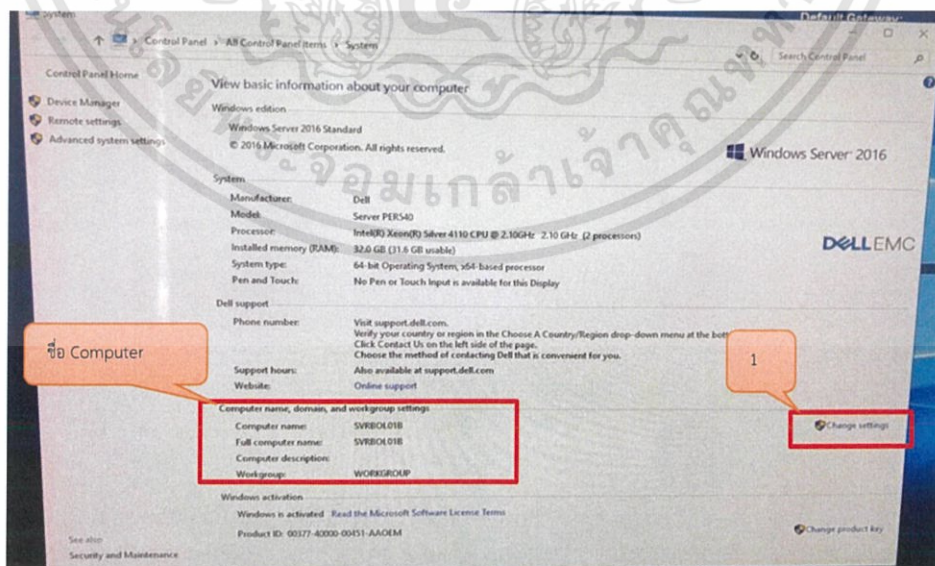 System
Default Gateway:
Control Panel › All Control Panel Items › System
Search Control Panel
Control Panel Home
Device Manager
Remote settings
Advanced system settings
View basic information about your computer
Windows edition
Windows Server 2016 Standard
© 2016 Microsoft Corporation. All rights reserved.
Windows Server 2016
System
Manufacturer: Dell
Model: Server PER540
Processor: Intel(R) Xeon(R) Silver 4110 CPU @ 2.10GHz 2.10 GHz (2 processors)
Installed memory (RAM): 32.0 GB (31.6 GB usable)
System type: 64-bit Operating System, x64-based processor
Pen and Touch: No Pen or Touch Input is available for this Display
DELLEMC
Dell support
Phone number: Visit support.dell.com.
Verify your country or region in the Choose A Country/Region drop-down menu at the
Click Contact Us on the left side of the page.
Choose the method of contacting Dell that is convenient for you.
Support hours: Also available at support.dell.com
Website: Online support
ชื่อ Computer
1
Computer name, domain, and workgroup settings
Computer name: SVRBOL01B
Full computer name: SVRBOL01B
Computer description:
Workgroup: WORKGROUP
Change settings
Windows activation
Windows is activated Read the Microsoft Software License Terms
Product ID: 00377-40000-00451-AAOEM
Change product key
See also
Security and Maintenance